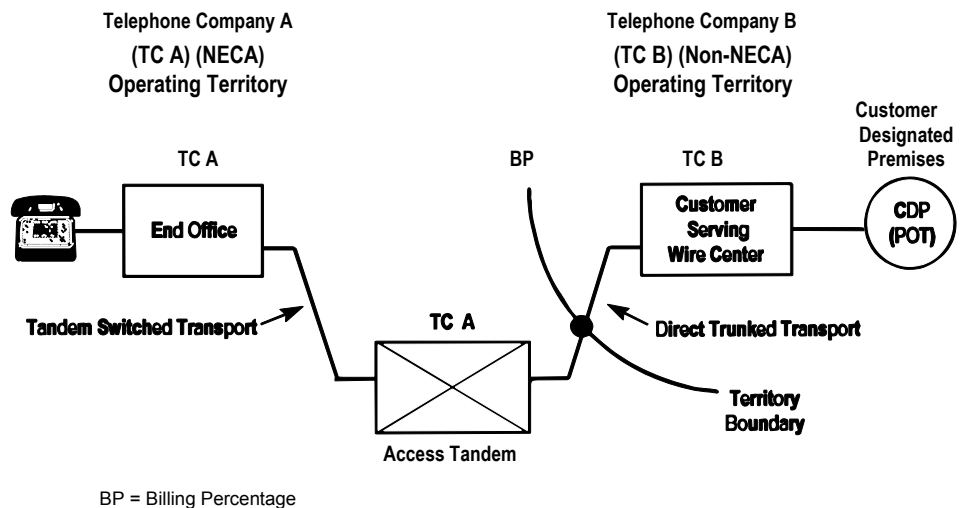 Telephone Company A
(TC A) (NECA)
Operating Territory
Telephone Company B
(TC B) (Non-NECA)
Operating Territory
Customer
Designated
Premises
TC A
BP
TC B
End Office
Customer
Serving
Wire Center
CDP
(POT)
Tandem Switched Transport
TC A
Direct Trunked Transport
Territory
Boundary
Access Tandem
BP = Billing Percentage